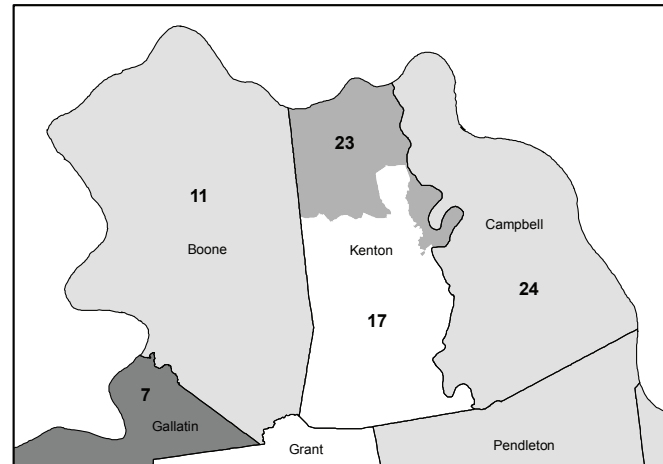 23
11
Campbell
Boone
Kenton
24
17
7
Gallatin
Grant
Pendleton